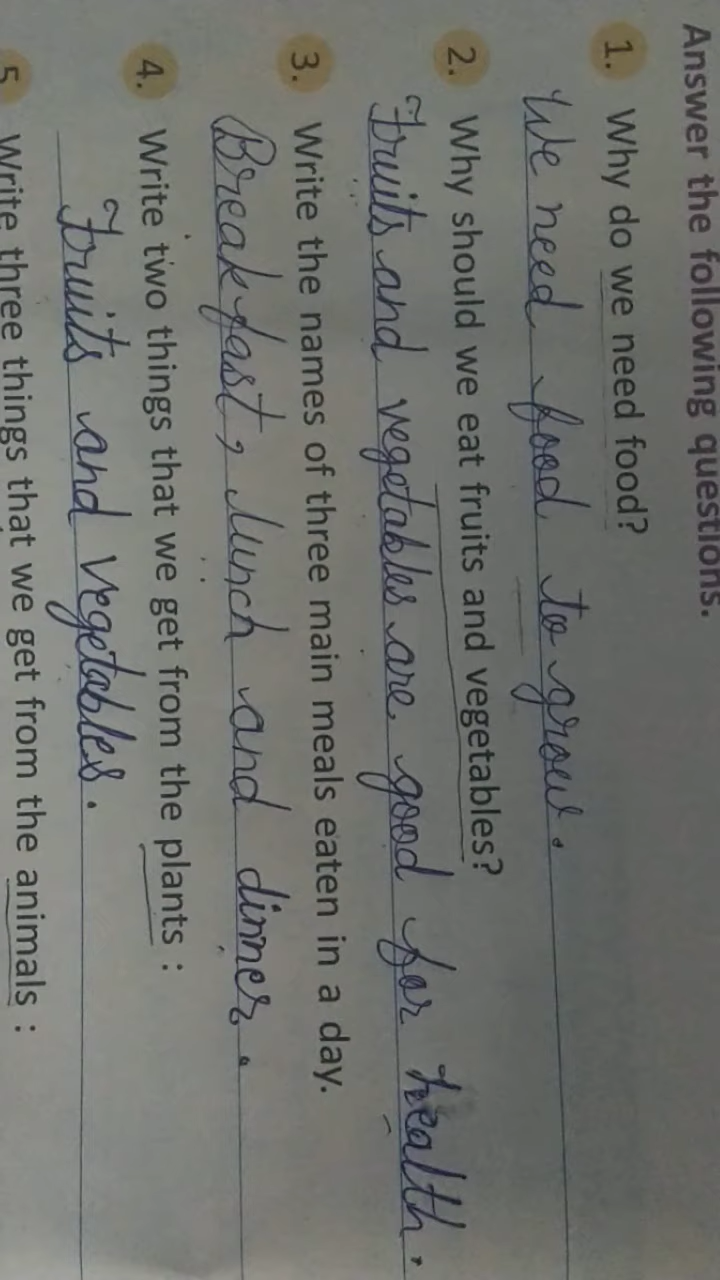 Answer the following questions.
1. Why do we need food?
We need food to grow.
2. Why should we eat fruits and vegetables?
Fruits and vegetables are good for health.
3. Write the names of three main meals eaten in a day.
Breakfast, lunch and dinner.
4. Write two things that we get from the plants :
Fruits and vegetables.
5 Write three things that we get from the animals :